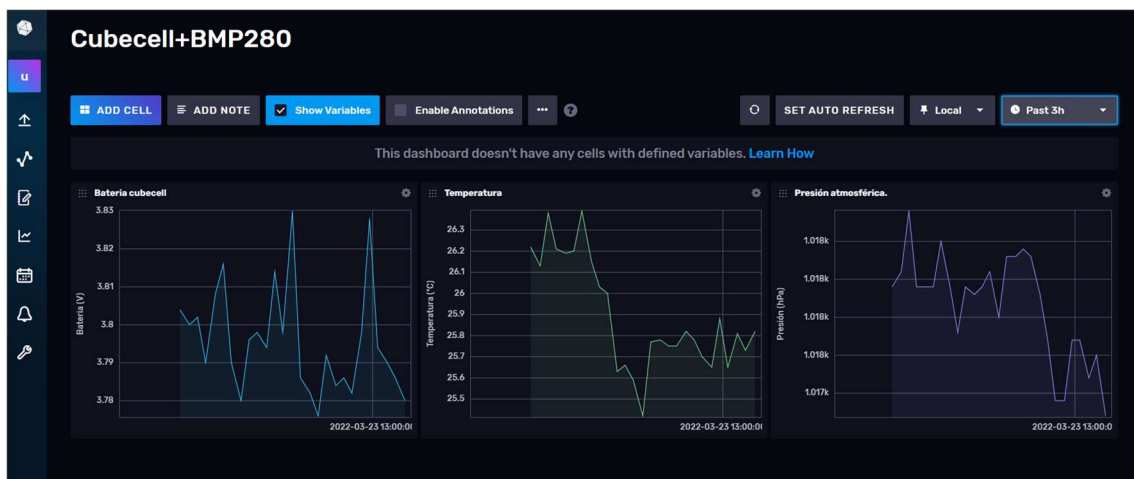 Cubecell+BMP280
u
ADD CELL
ADD NOTE
Show Variables
Enable Annotations
SET AUTO REFRESH
Local
Past 3h
This dashboard doesn't have any cells with defined variables. Learn How
Bateria cubecell
3.83
3.82
3.81
3.8
3.79
3.78
Bateria (V)
2022-03-23 13:00:0
Temperatura
26.3
26.2
26.1
26
25.9
25.8
25.7
25.6
25.5
Temperatura (°C)
2022-03-23 13:00:0
Presión atmosférica.
1.018k
1.018k
1.018k
1.018k
1.017k
Presión (hPa)
2022-03-23 13:00:0